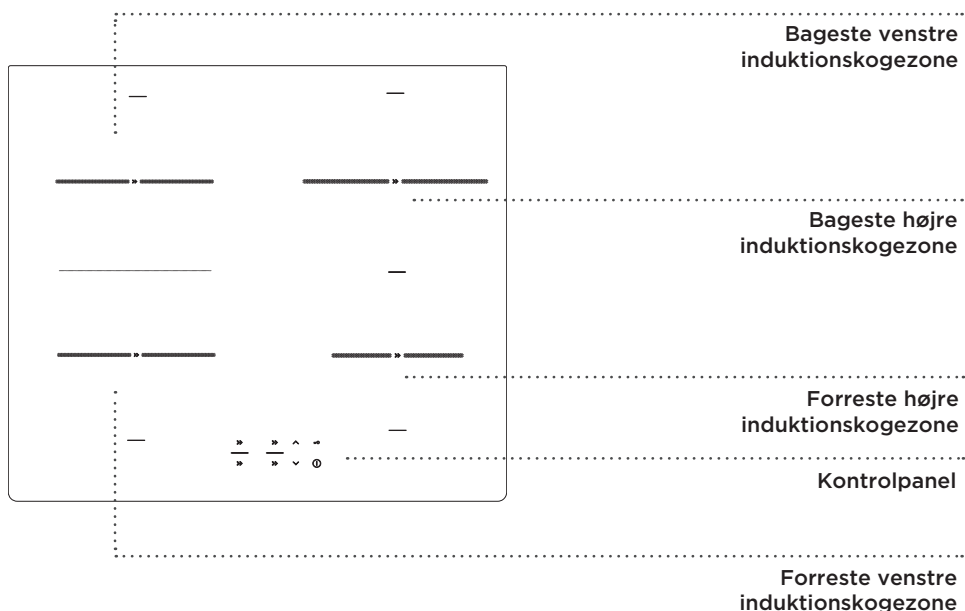 Bageste venstre
induktionskogezone
Bageste højre
induktionskogezone
Forreste højre
induktionskogezone
Kontrolpanel
Forreste venstre
induktionskogezone